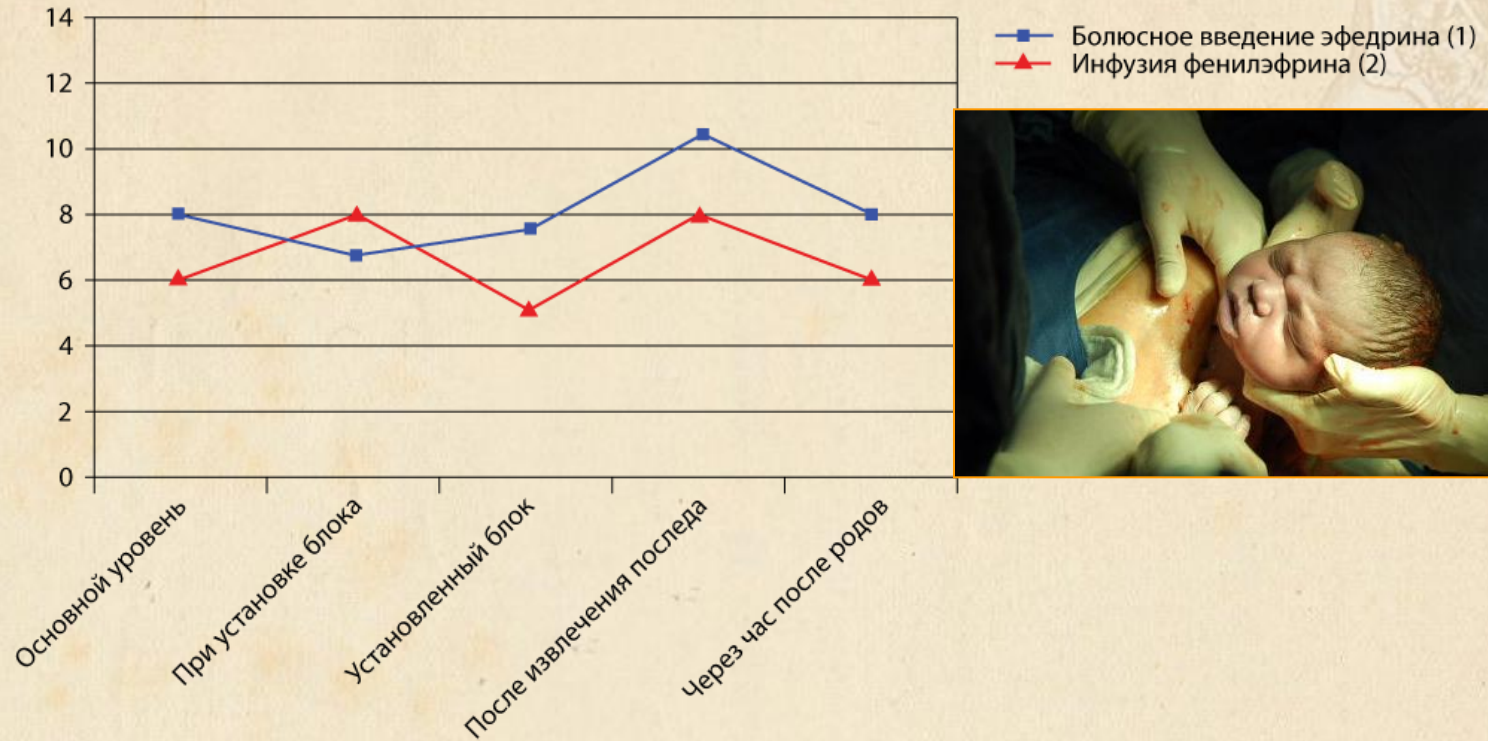 14
12
10
8
6
4
2
0
Основной уровень
При установке блока
Установленный блок
После извлечения последа
Через час после родов
Болюсное введение эфедрина (1)
Инфузия фенилэфрина (2)